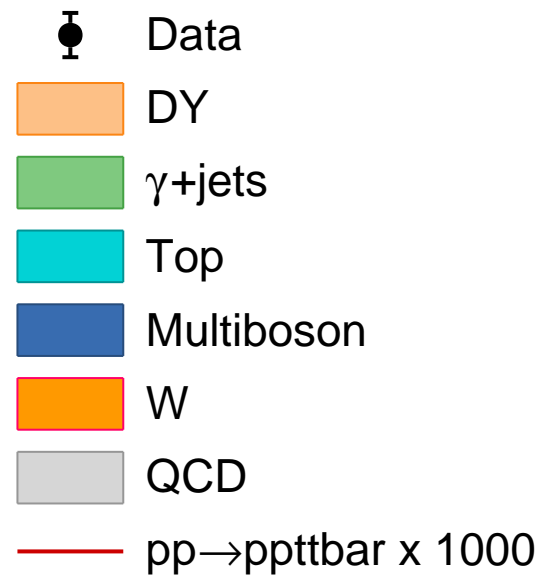 Data
DY
γ+jets
Top
Multiboson
W
QCD
pp→ppttbar x 1000